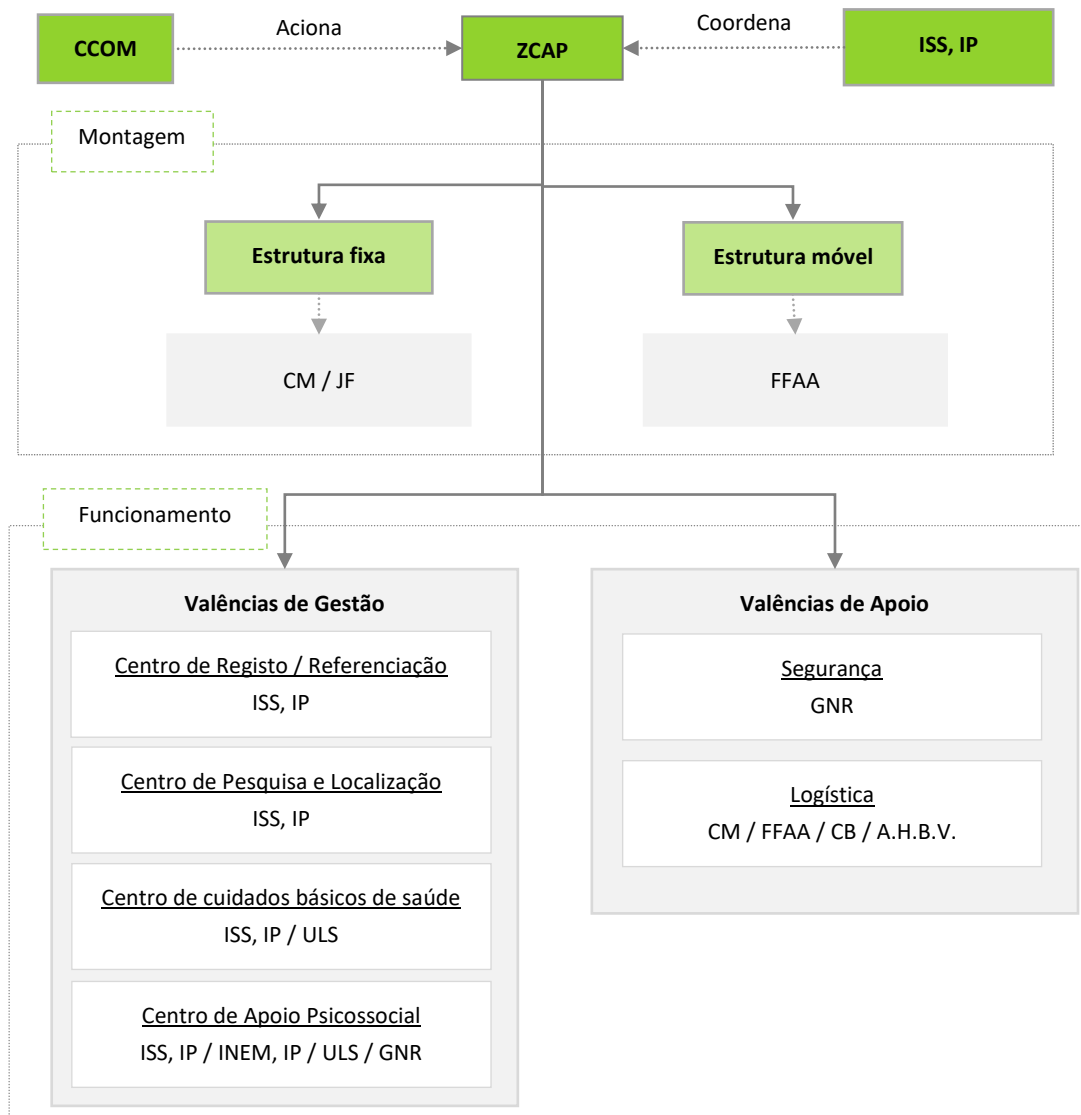 CCOM
Aciona
ZCAP
Coordena
ISS, IP
Montagem
Estrutura fixa
Estrutura móvel
CM / JF
FFAA
Funcionamento
Valências de Gestão
Centro de Registo / Referenciação
ISS, IP
Centro de Pesquisa e Localização
ISS, IP
Centro de cuidados básicos de saúde
ISS, IP / ULS
Centro de Apoio Psicossocial
ISS, IP / INEM, IP / ULS / GNR
Valências de Apoio
Segurança
GNR
Logística
CM / FFAA / CB / A.H.B.V.